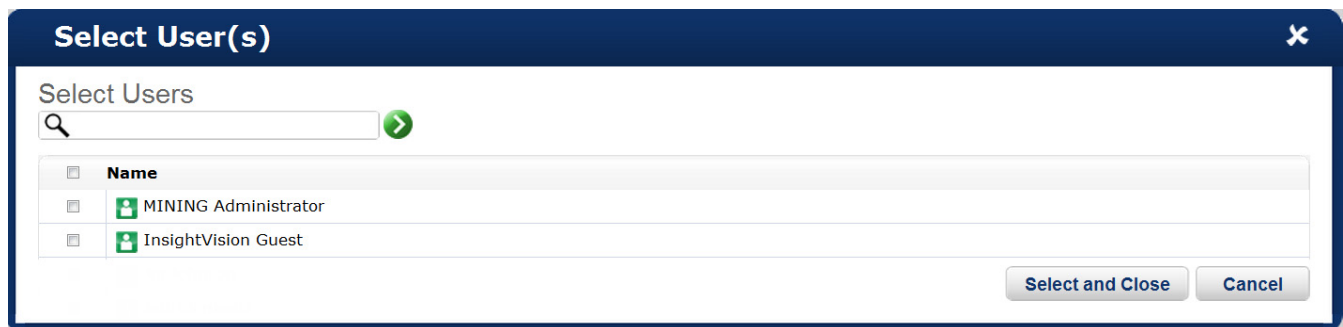 Select User(s)
Select Users
Name
MINING Administrator
InsightVision Guest
Select and Close Cancel